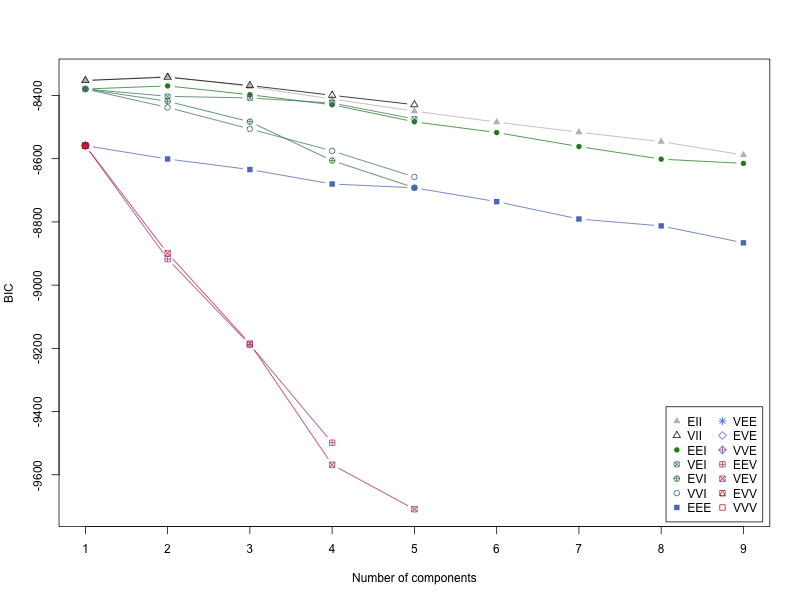 BIC
-8400
-8600
-8800
-9000
-9200
-9400
-9600
1 2 3 4 5 6 7 8 9
Number of components
EII VEE
VII EVE
EEI VVE
VEI EEV
EVI VEV
VVI EVV
EEE VVV